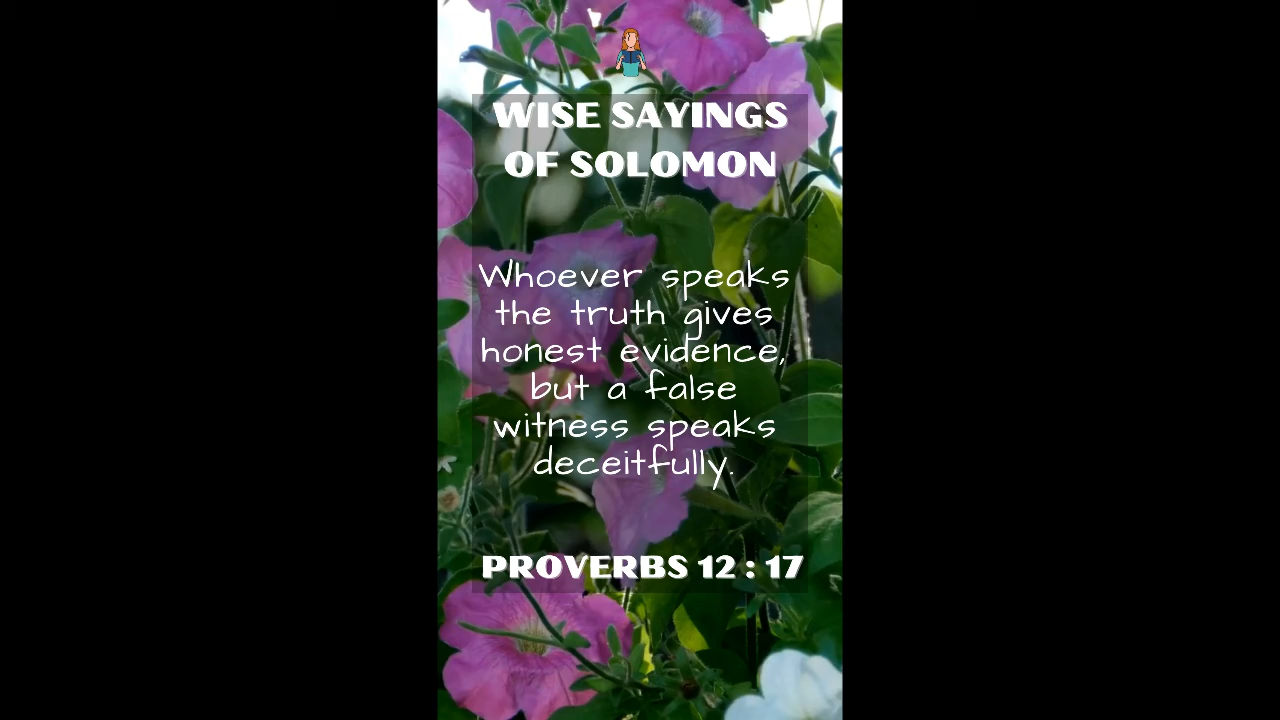 WISE SAYINGS
OF SOLOMON
Whoever speaks
the truth gives
honest evidence,
but a false
witness speaks
deceitfully.
PROVERBS 12 : 17